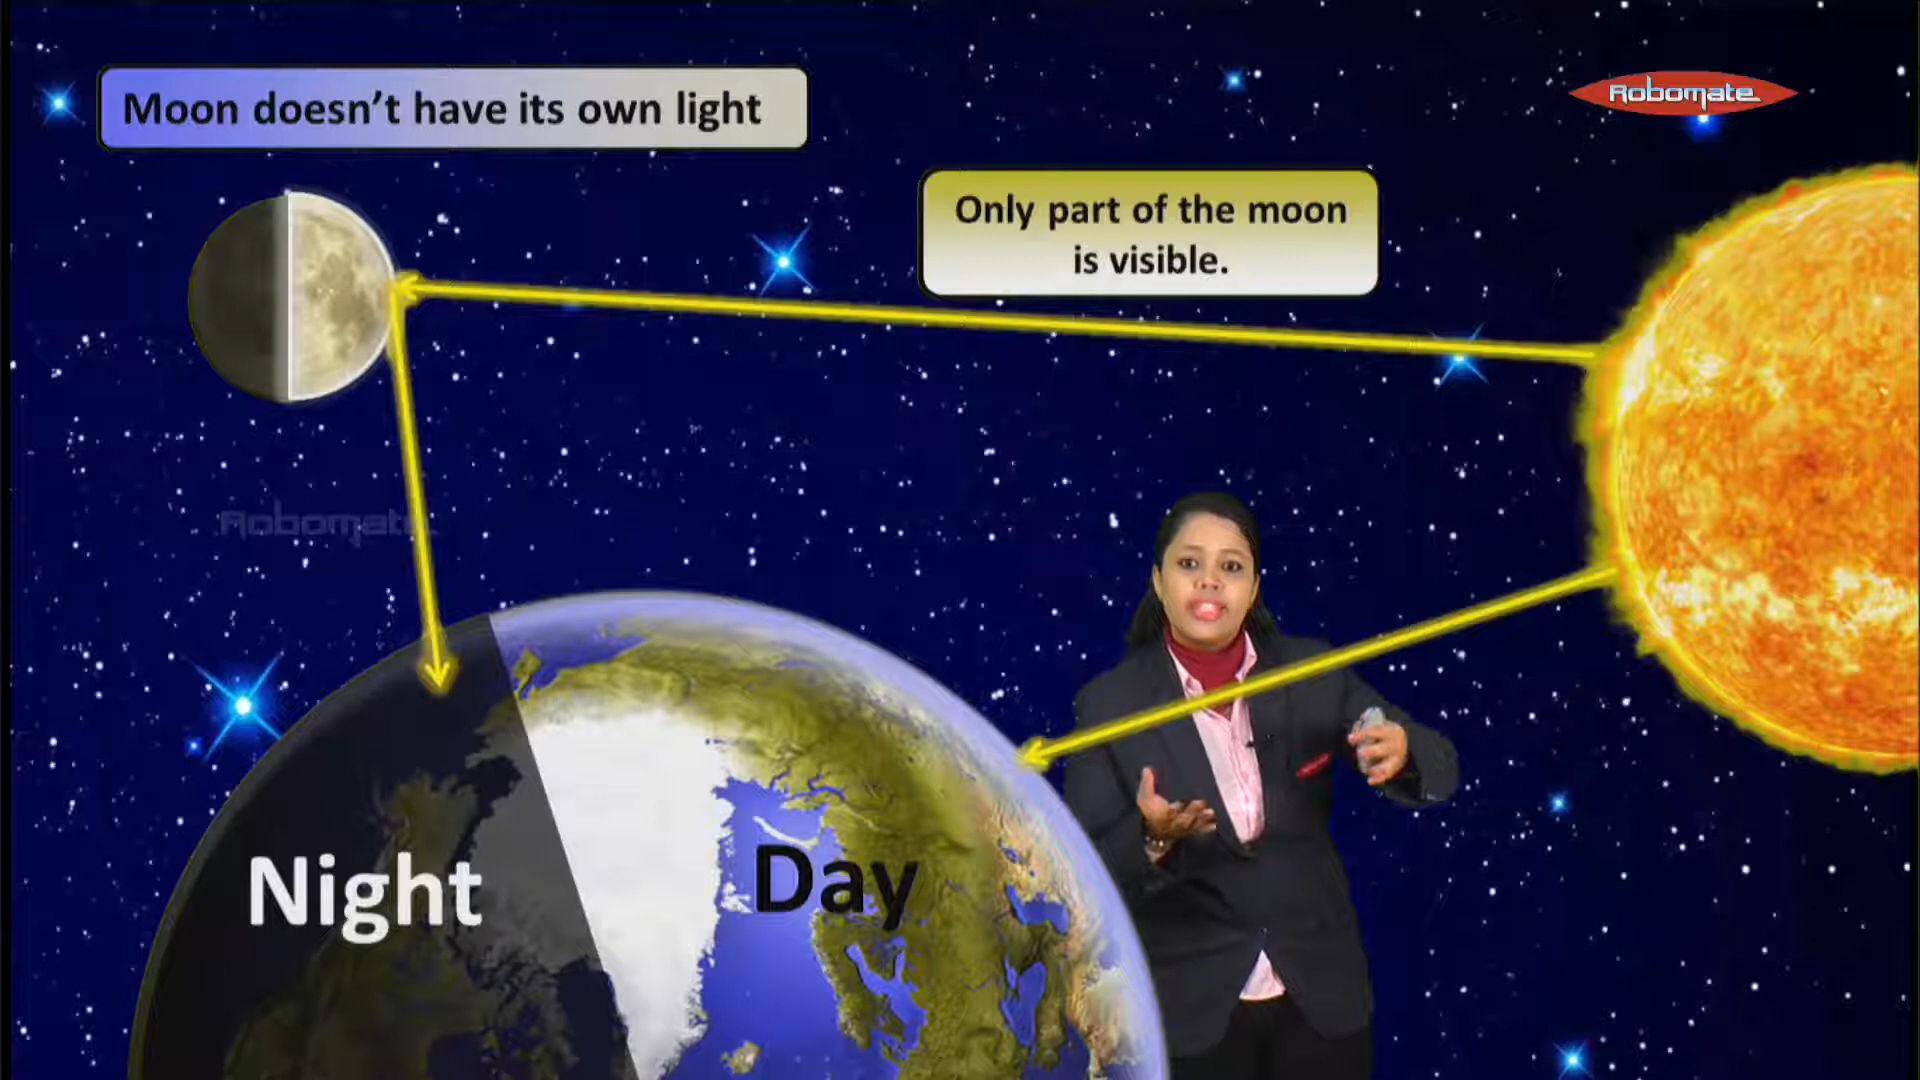 Moon doesn't have its own light
Robomate
Only part of the moon
is visible.
Robomate
Night
Day